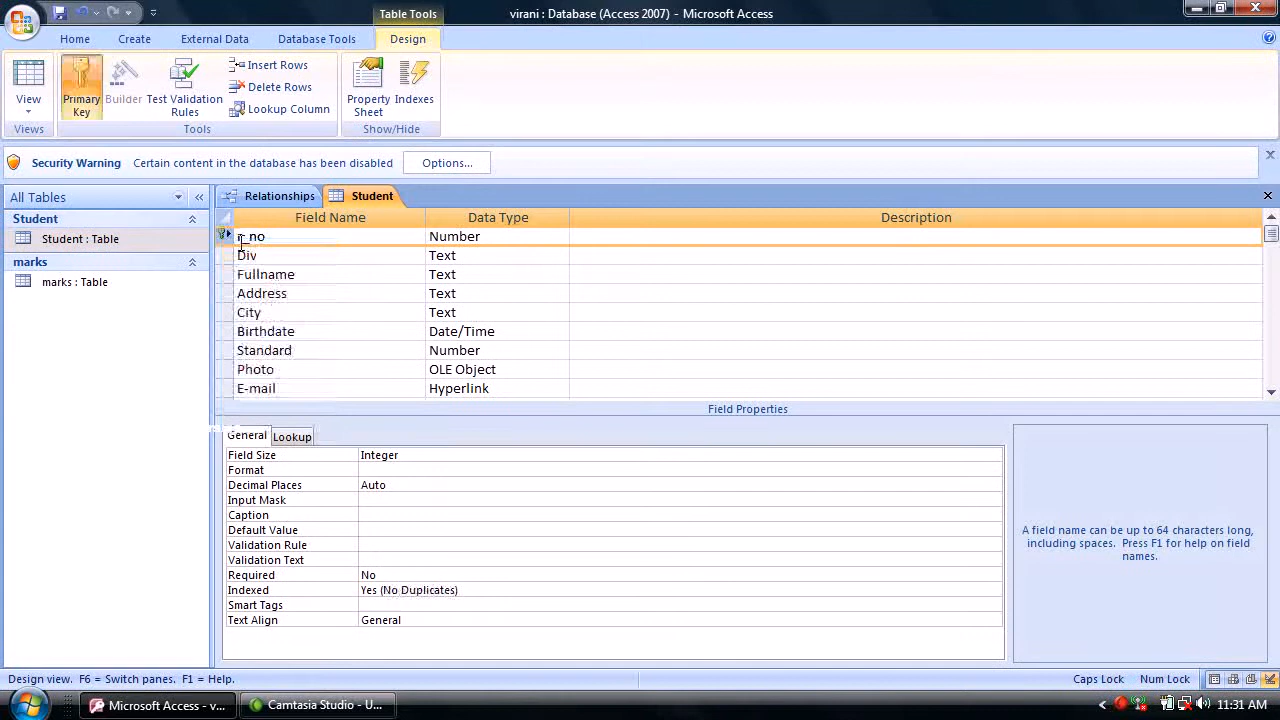 Table Tools
virani : Database (Access 2007) - Microsoft Access
Home Create External Data Database Tools Design
View
Primary Key
Builder
Test Validation Rules
Insert Rows
Delete Rows
Lookup Column
Property Sheet
Indexes
Views Tools Show/Hide
Security Warning Certain content in the database has been disabled Options...
All Tables «
Relationships Student
Student
Student : Table
marks
marks : Table
Field Name Data Type Description
r_no Number
Div Text
Fullname Text
Address Text
City Text
Birthdate Date/Time
Standard Number
Photo OLE Object
E-mail Hyperlink
Field Properties
General Lookup
Field Size Integer
Format
Decimal Places Auto
Input Mask
Caption
Default Value
Validation Rule
Validation Text
Required No
Indexed Yes (No Duplicates)
Smart Tags
Text Align General
A field name can be up to 64 characters long,
including spaces. Press F1 for help on field
names.
Design view. F6 = Switch panes. F1 = Help.
Caps Lock Num Lock
Microsoft Access - v...
Camtasia Studio - U...
11:31 AM